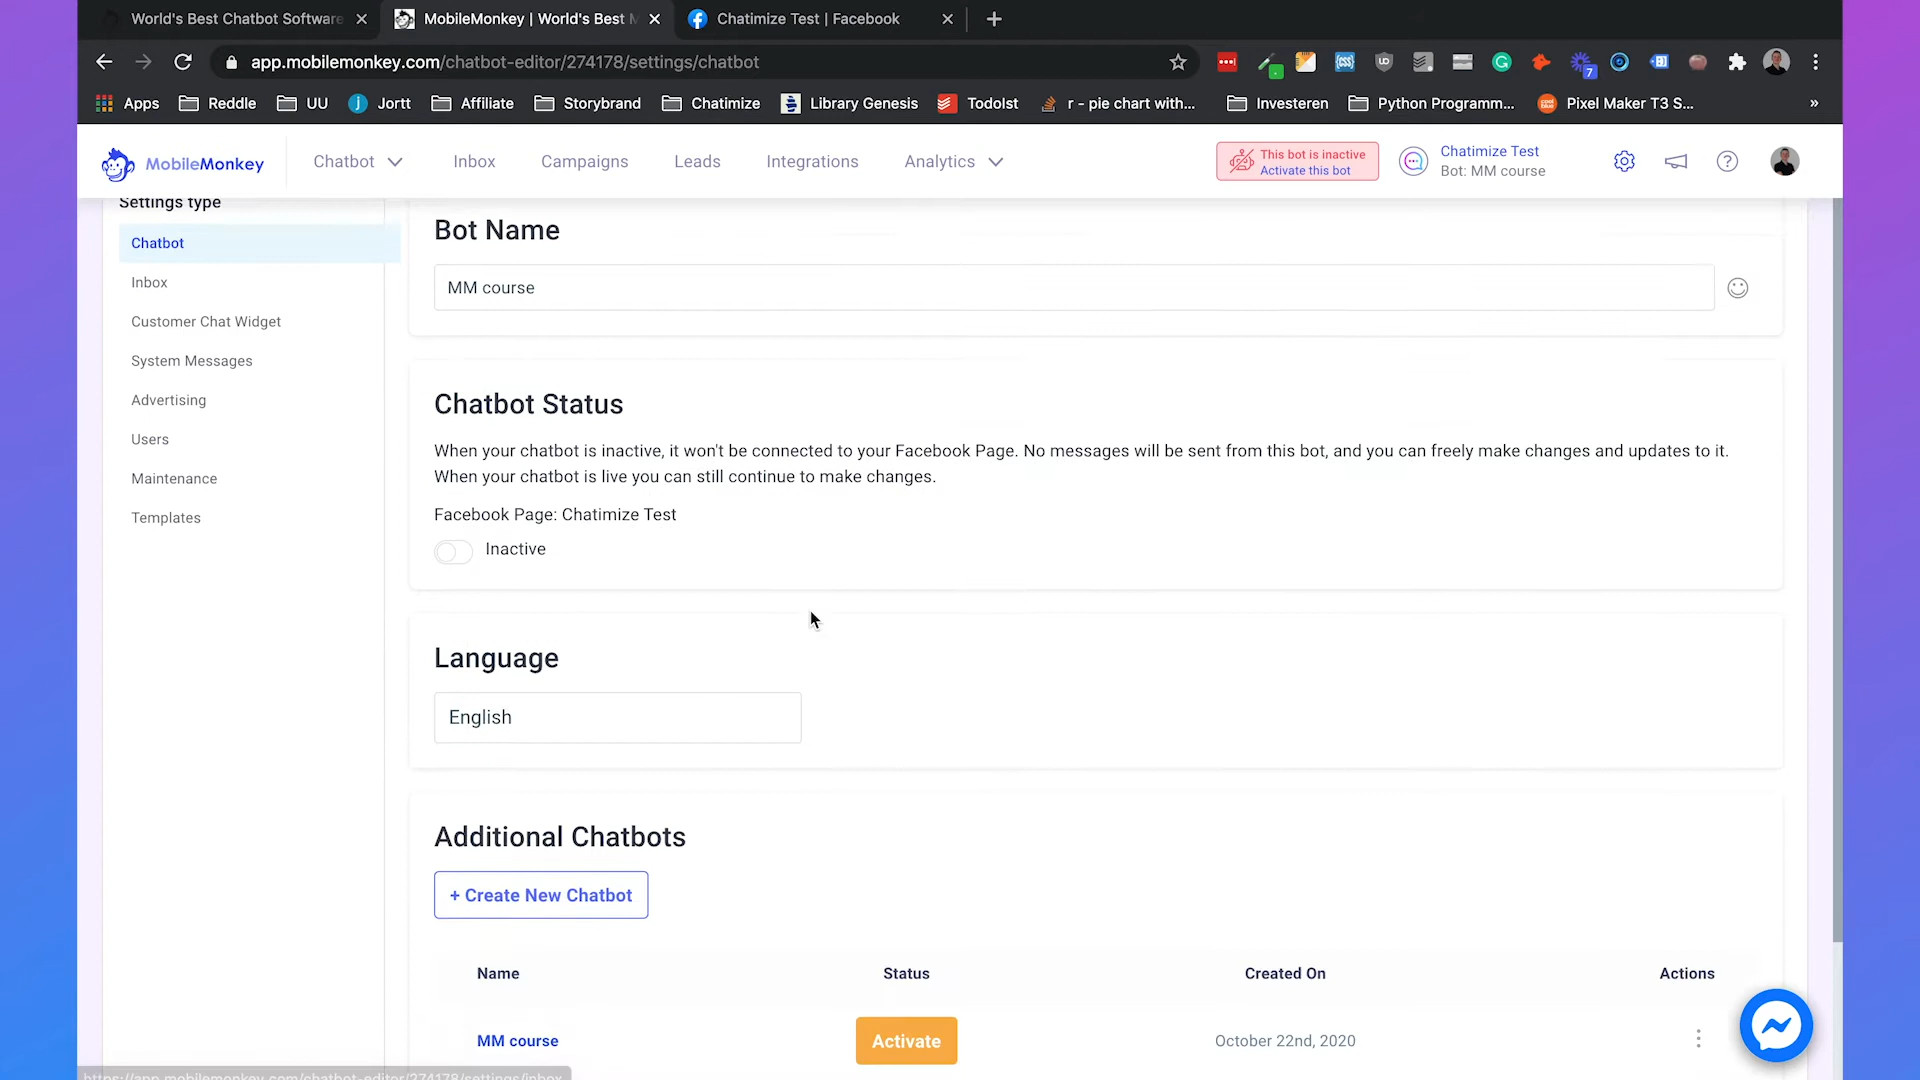 World's Best Chatbot Software
MobileMonkey | World's Best M
Chatimize Test | Facebook
app.mobilemonkey.com/chatbot-editor/274178/settings/chatbot
7
Apps
Reddle
UU
Jortt
Affiliate
Storybrand
Chatimize
Library Genesis
TodoIst
r - pie chart with...
Investeren
Python Programm...
Pixel Maker T3 S...
»
MobileMonkey
Chatbot
Inbox
Campaigns
Leads
Integrations
Analytics
This bot is inactive
Activate this bot
Chatimize Test
Bot: MM course
Settings type
Chatbot
Inbox
Customer Chat Widget
System Messages
Advertising
Users
Maintenance
Templates
Bot Name
MM course
Chatbot Status
When your chatbot is inactive, it won't be connected to your Facebook Page. No messages will be sent from this bot, and you can freely make changes and updates to it.
When your chatbot is live you can still continue to make changes.
Facebook Page: Chatimize Test
Inactive
Language
English
Additional Chatbots
+ Create New Chatbot
Name
Status
Created On
Actions
MM course
Activate
October 22nd, 2020
https://app.mobilemonkey.com/chatbot-editor/274178/settings/inbox